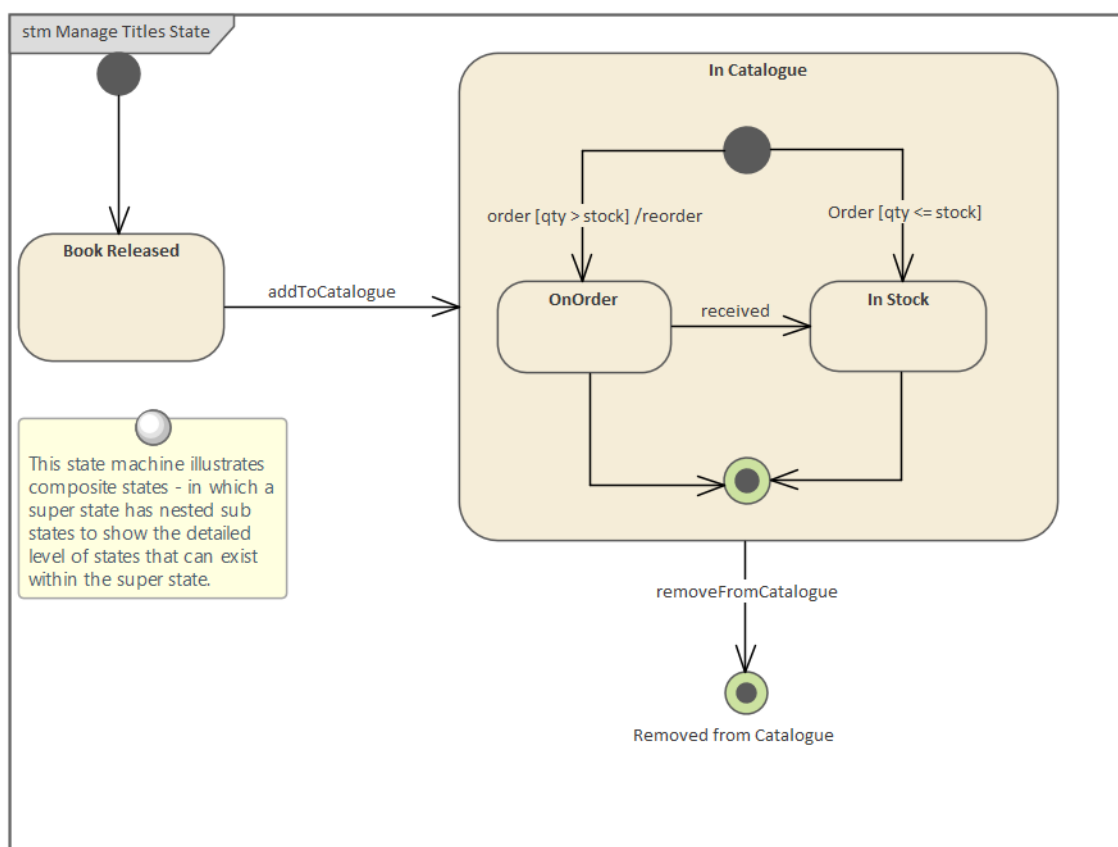 stm Manage Titles State
In Catalogue
order [qty > stock] /reorder
Order [qty <= stock]
Book Released
addToCatalogue
OnOrder
received
In Stock
This state machine illustrates
composite states - in which a
super state has nested sub
states to show the detailed
level of states that can exist
within the super state.
removeFromCatalogue
Removed from Catalogue